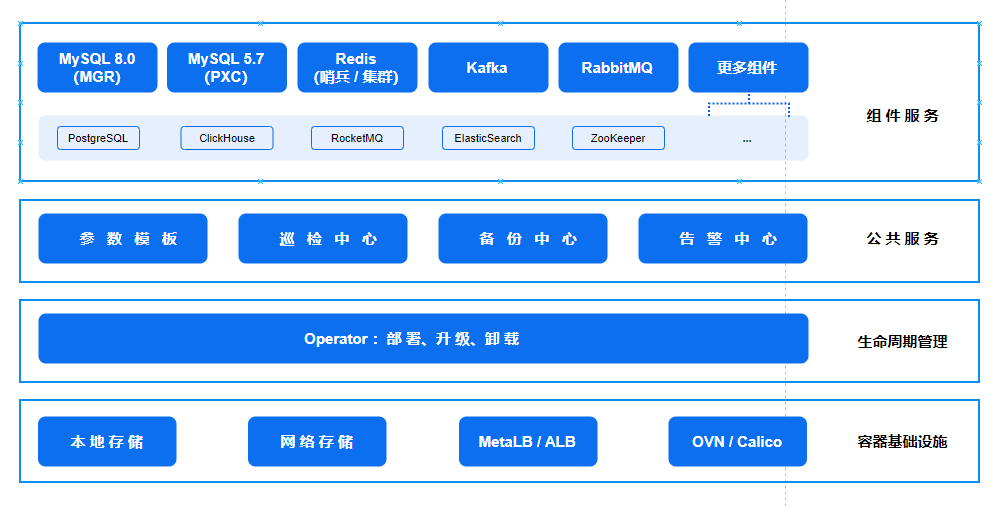 MySQL 8.0
(MGR)
MySQL 5.7
(PXC)
Redis
(哨兵 / 集群)
Kafka
RabbitMQ
更多组件
组件服务
PostgreSQL
ClickHouse
RocketMQ
ElasticSearch
ZooKeeper
...
参数模板
巡检中心
备份中心
告警中心
公共服务
Operator： 部署、升级、卸载
生命周期管理
本地存储
网络存储
MetaLB / ALB
OVN / Calico
容器基础设施